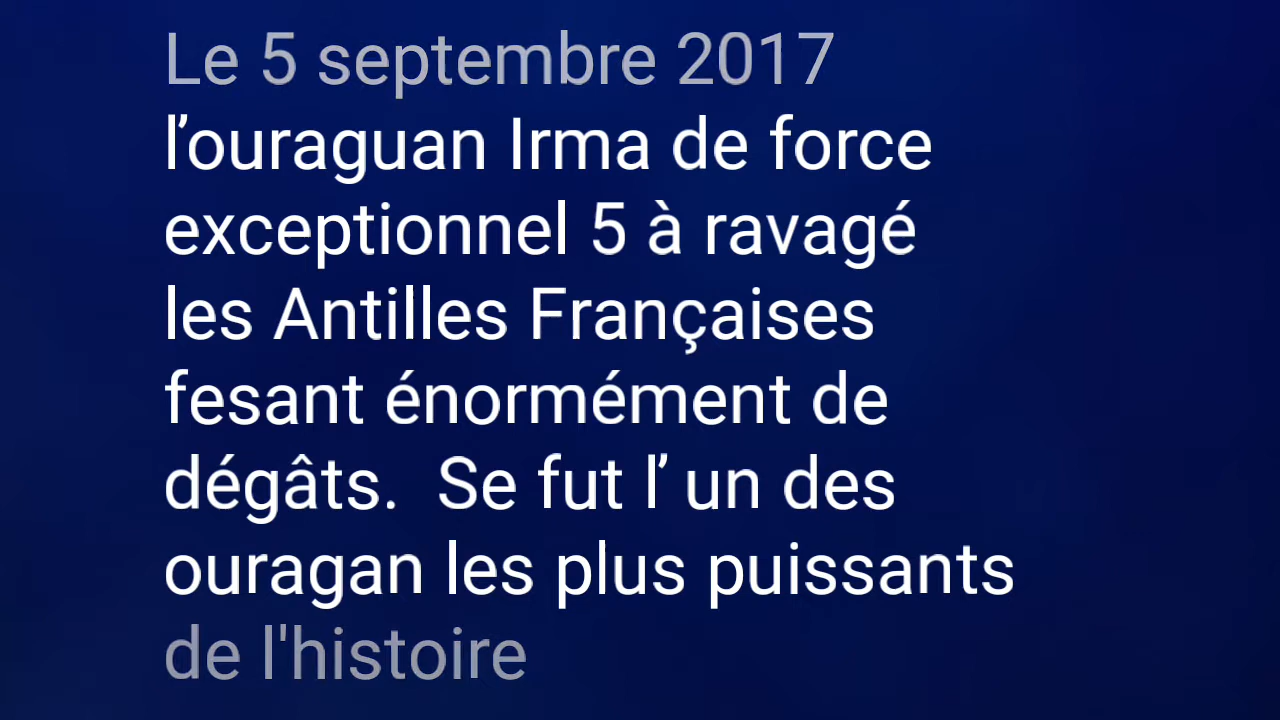 Le 5 septembre 2017
l’ouraguan Irma de force
exceptionnel 5 à ravagé
les Antilles Françaises
fesant énormément de
dégâts.  Se fut l’ un des
ouragan les plus puissants
de l'histoire